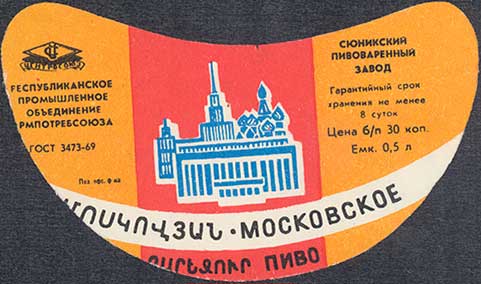 ЦЕНТРОСОЮЗ
РЕСПУБЛИКАНСКОЕ
ПРОМЫШЛЕННОЕ
ОБЪЕДИНЕНИЕ
РМПОТРЕБСОЮЗА
ГОСТ 3473-69
СЮНИКСКИЙ
ПИВОВАРЕННЫЙ
ЗАВОД
Гарантийный срок
хранения не менее
8 суток
Цена б/п 30 коп.
Емк. 0,5 л
ՄՈՍԿՈՎՅԱՆ · МОСКОВСКОЕ
ԳԱՐԵՋՈՒՐ ПИВО